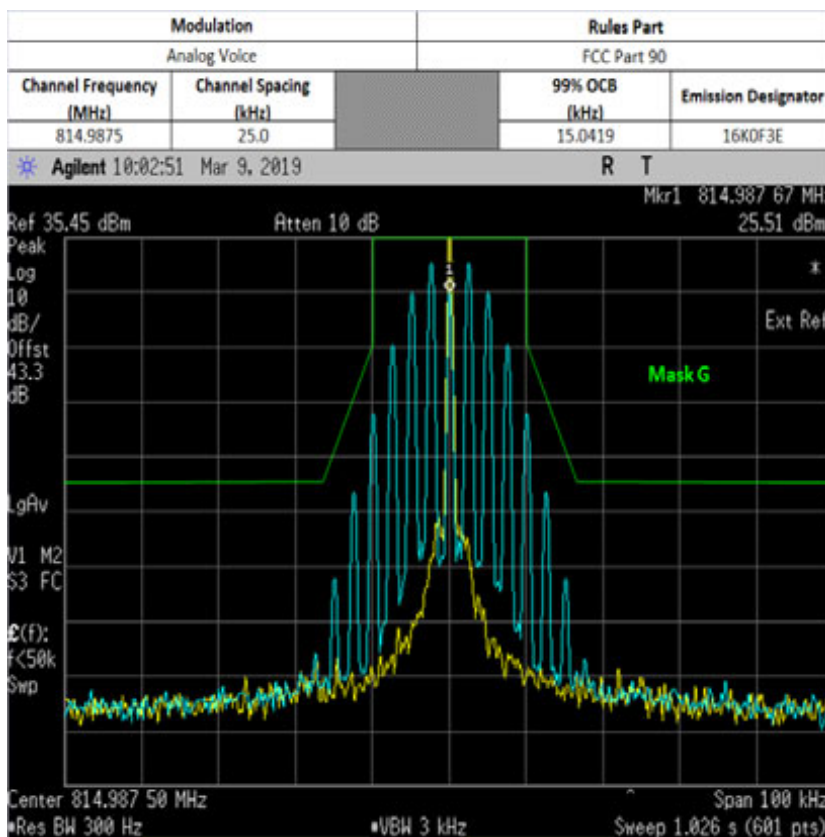 Modulation Rules Part
Analog Voice FCC Part 90
Channel Frequency (MHz) Channel Spacing (kHz) 99% OCB (kHz) Emission Designator
814.9875 25.0 15.0419 16K0F3E
Agilent 10:02:51 Mar 9, 2019 R T
Mkr1 814.987 67 MHz
Ref 35.45 dBm Atten 10 dB 25.51 dBm
Peak
Log
10
dB/
Offst
43.3
dB
*
Ext Ref
Mask G
LgAv
V1 M2
S3 FC
£(f):
f<50k
Swp
Center 814.987 50 MHz Span 100 kHz
#Res BW 300 Hz #VBW 3 kHz Sweep 1.026 s (601 pts)